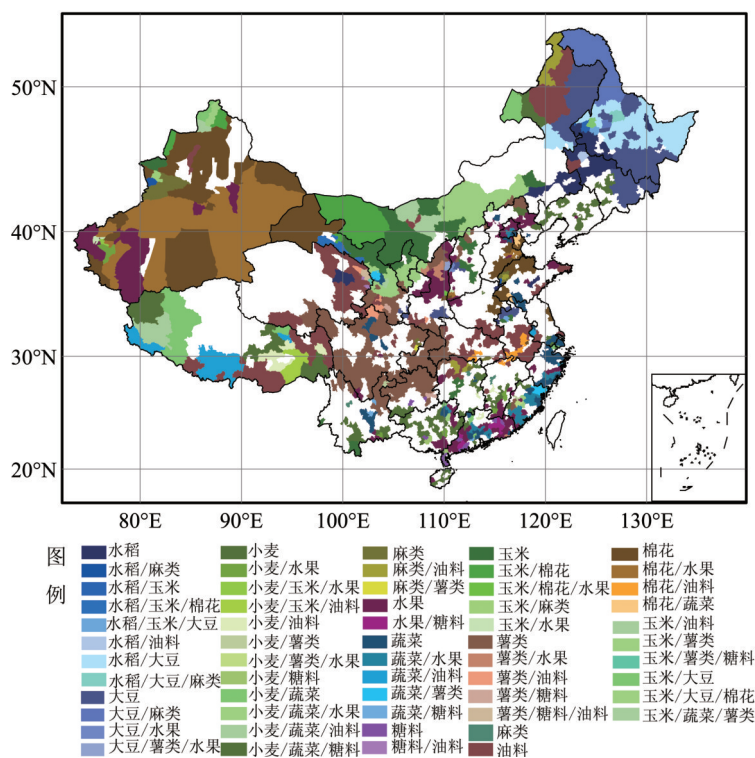 50°N
40°N
30°N
20°N
80°E 90°E 100°E 110°E 120°E 130°E
图例
水稻
水稻/麻类
水稻/玉米
水稻/玉米/棉花
水稻/玉米/大豆
水稻/油料
水稻/大豆
水稻/大豆/麻类
大豆
大豆/麻类
大豆/水果
大豆/薯类/水果
小麦
小麦/水果
小麦/玉米/水果
小麦/玉米/油料
小麦/油料
小麦/薯类
小麦/薯类/水果
小麦/糖料
小麦/蔬菜
小麦/蔬菜/水果
小麦/蔬菜/油料
小麦/蔬菜/糖料
麻类
麻类/油料
麻类/薯类
水果
水果/糖料
蔬菜
蔬菜/水果
蔬菜/油料
蔬菜/薯类
蔬菜/糖料
糖料
糖料/油料
玉米
玉米/棉花
玉米/棉花/水果
玉米/麻类
玉米/水果
薯类
薯类/水果
薯类/油料
薯类/糖料
薯类/糖料/油料
麻类
油料
棉花
棉花/水果
棉花/油料
棉花/蔬菜
玉米/油料
玉米/薯类
玉米/薯类/糖料
玉米/大豆
玉米/大豆/棉花
玉米/蔬菜/薯类